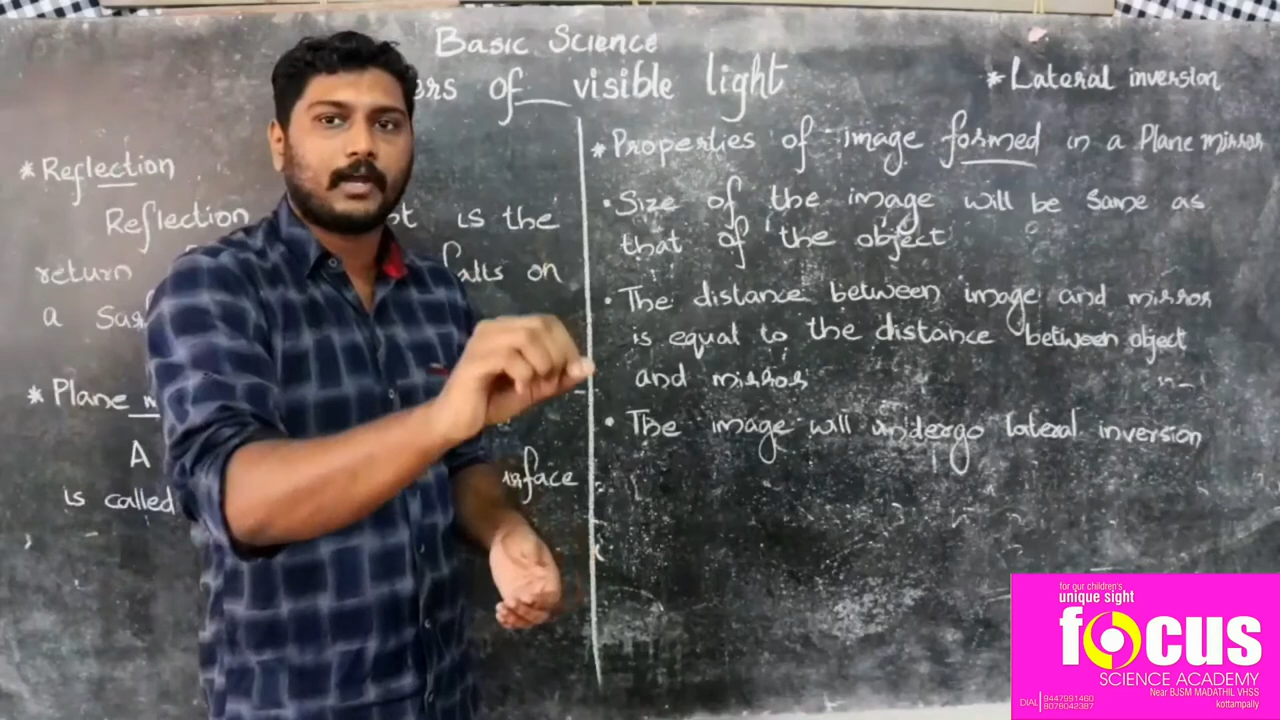 Basic Science
ers of visible light
* Lateral inversion
* Reflection
Reflection is the
return falls on
a
* Plane
A
is called
* Properties of image formed in a Plane mirror
• Size of the image will be same as
that of the object
• The distance between image and mirror
is equal to the distance between object
and mirror
• The image will undergo lateral inversion
for our children's
unique sight
focus
SCIENCE ACADEMY
Near BJSM MADATHIL VHSS
kottampally
DIAL 9447991460
9078042387